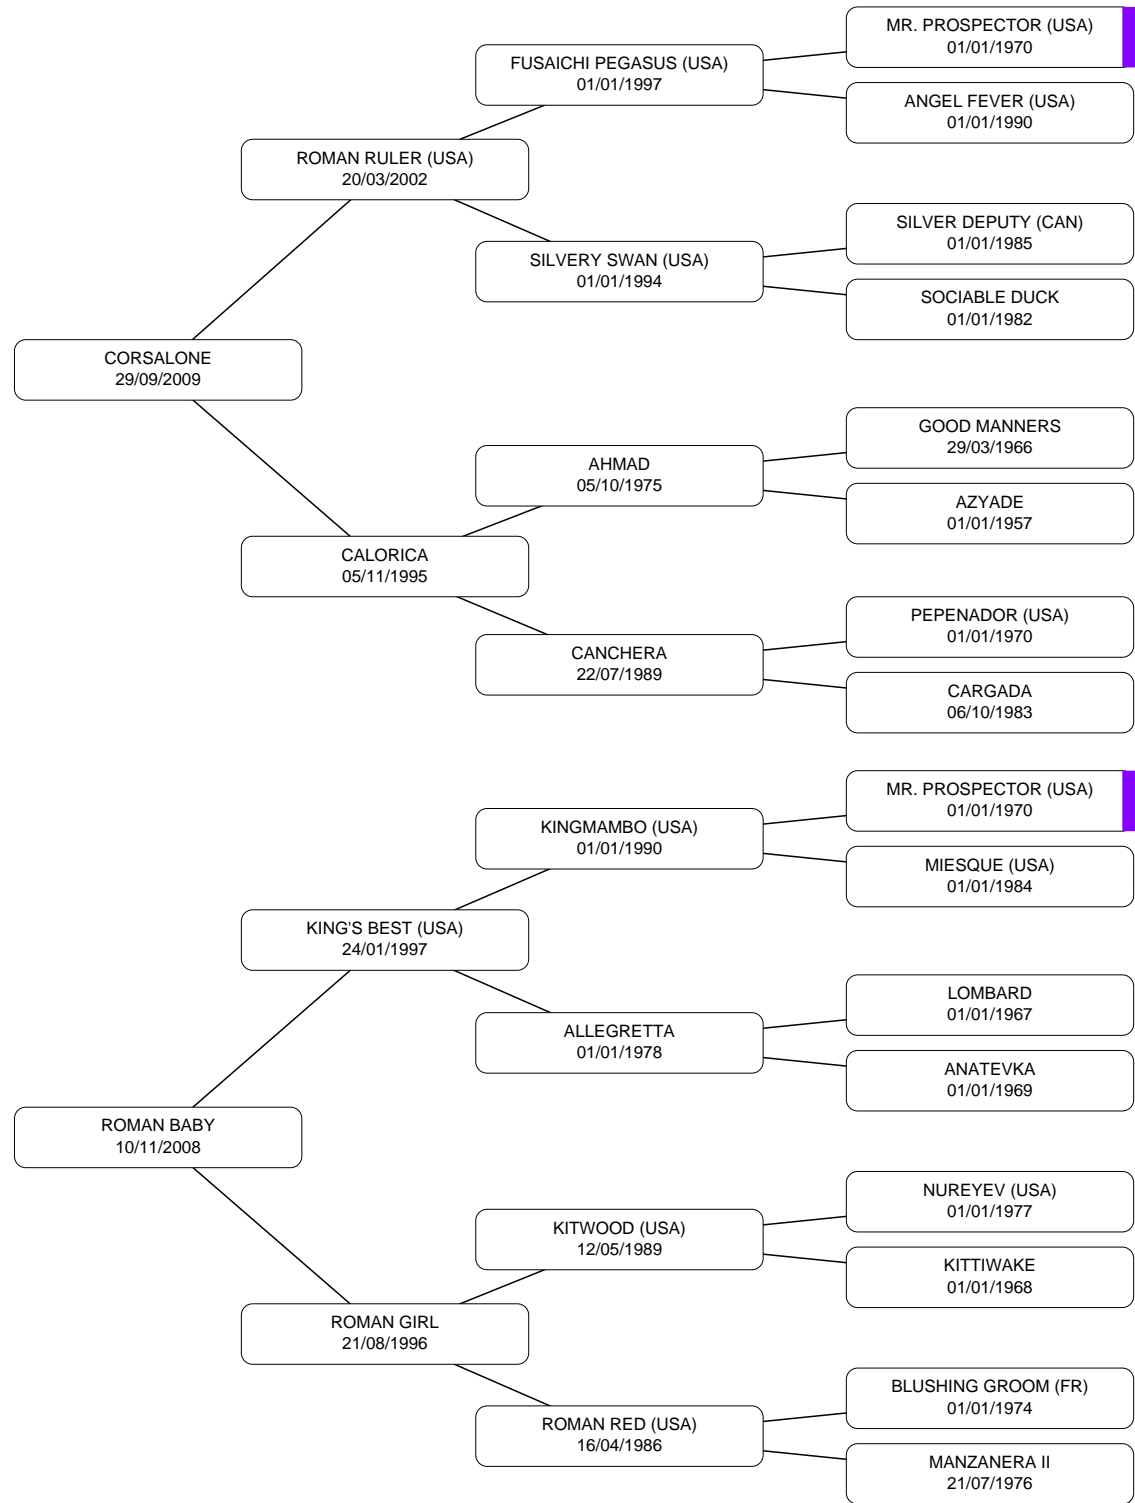 MR. PROSPECTOR (USA)
01/01/1970
FUSAICHI PEGASUS (USA)
01/01/1997
ANGEL FEVER (USA)
01/01/1990
ROMAN RULER (USA)
20/03/2002
SILVER DEPUTY (CAN)
01/01/1985
SILVERY SWAN (USA)
01/01/1994
SOCIABLE DUCK
01/01/1982
CORSALONE
29/09/2009
GOOD MANNERS
29/03/1966
AHMAD
05/10/1975
AZYADE
01/01/1957
CALORICA
05/11/1995
PEPENADOR (USA)
01/01/1970
CANCHERA
22/07/1989
CARGADA
06/10/1983
MR. PROSPECTOR (USA)
01/01/1970
KINGMAMBO (USA)
01/01/1990
MIESQUE (USA)
01/01/1984
KING'S BEST (USA)
24/01/1997
LOMBARD
01/01/1967
ALLEGRETTA
01/01/1978
ANATEVKA
01/01/1969
ROMAN BABY
10/11/2008
NUREYEV (USA)
01/01/1977
KITWOOD (USA)
12/05/1989
KITTIWAKE
01/01/1968
ROMAN GIRL
21/08/1996
BLUSHING GROOM (FR)
01/01/1974
ROMAN RED (USA)
16/04/1986
MANZANERA II
21/07/1976